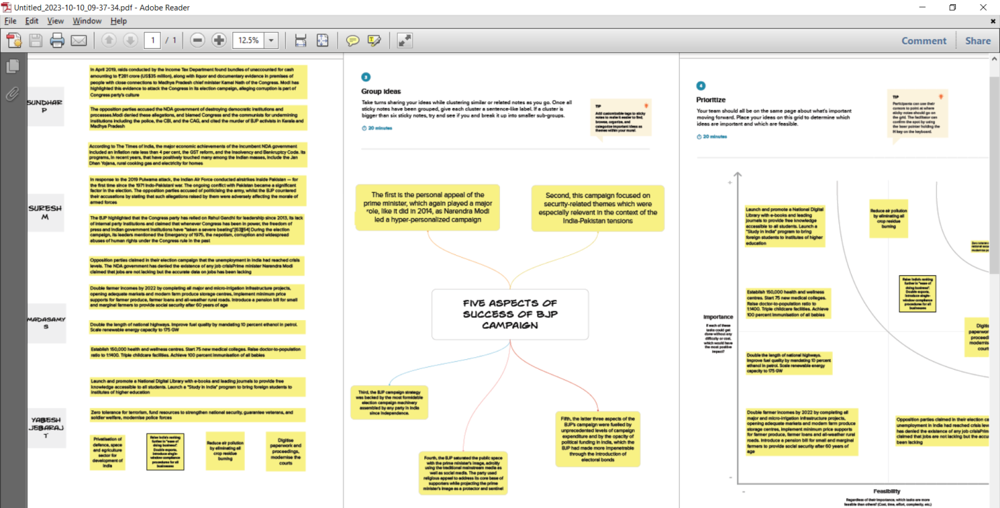 Untitled_2023-10-10_09-37-34.pdf - Adobe Reader
File Edit View Window Help
1 / 1
12.5%
Comment
Share
SUNDHAR
P
In April 2019, raids conducted by the Income Tax Department found bundles of unaccounted for cash
amounting to ₹281 crore (US$35 million), along with liquor and documentary evidence in premises of
people with close connections to Madhya Pradesh chief minister Kamal Nath of the Congress. Modi has
highlighted this evidence to attack the Congress in its election campaign, alleging corruption is part of
Congress party's culture
The opposition parties accused the NDA government of destroying democratic institutions and
processes.Modi denied these allegations, and blamed Congress and the communists for undermining
institutions including the police, the CBI, and the CAG, and cited the murder of BJP activists in Kerala and
Madhya Pradesh
According to The Times of India, the major economic achievements of the incumbent NDA government
included an inflation rate less than 4 per cent, the GST reform, and the Insolvency and Bankruptcy Code. Its
programs, in recent years, that have positively touched many among the Indian masses, include the Jan
Dhan Yojana, rural cooking gas and electricity for homes
SURESH
M
In response to the 2019 Pulwama attack, the Indian Air Force conducted airstrikes inside Pakistan — for
the first time since the 1971 Indo-Pakistani war. The ongoing conflict with Pakistan became a significant
factor in the election. The opposition parties accused of politicising the army, whilst the BJP countered
their accusations by stating that such allegations raised by them were adversely affecting the morale of
armed forces
The BJP highlighted that the Congress party has relied on Rahul Gandhi for leadership since 2013, its lack
of internal party institutions and claimed that whenever Congress has been in power, the freedom of
press and Indian government institutions have "taken a severe beating".[63][64] During the election
campaign, its leaders mentioned the Emergency of 1975, the nepotism, corruption and widespread
abuses of human rights under the Congress rule in the past
Opposition parties claimed in their election campaign that the unemployment in India had reached crisis
levels. The NDA government has denied the existence of any job crisisPrime minister Narendra Modi
claimed that jobs are not lacking but the accurate data on jobs has been lacking
MADASAMY
S
Double farmer incomes by 2022 by completing all major and micro-irrigation infrastructure projects,
opening adequate markets and modern farm produce storage centres, implement minimum price
supports for farmer produce, farmer loans and all-weather rural roads. Introduce a pension bill for small
and marginal farmers to provide social security after 60 years of age
Double the length of national highways. Improve fuel quality by mandating 10 percent ethanol in petrol.
Scale renewable energy capacity to 175 GW
Establish 150,000 health and wellness centres. Start 75 new medical colleges. Raise doctor-to-population
ratio to 1:1400. Triple childcare facilities. Achieve 100 percent immunisation of all babies
Launch and promote a National Digital Library with e-books and leading journals to provide free
knowledge accessible to all students. Launch a "Study in India" program to bring foreign students to
institutes of higher education
YABESH
JEBARAJ
T
Zero tolerance for terrorism, fund resources to strengthen national security, guarantee veterans, and
soldier welfare, modernise police forces
Privatisation of
defence, space
and agriculture
sector for
development of
India
Raise India's ranking
further in "ease of
doing business".
Double exports.
Introduce single-
window compliance
procedures for all
businesses
Reduce air pollution
by eliminating all
crop residue
burning
Digitise
paperwork and
proceedings,
modernise the
courts
3
Group ideas
Take turns sharing your ideas while clustering similar or related notes as you go. Once all
sticky notes have been grouped, give each cluster a sentence-like label. If a cluster is
bigger than six sticky notes, try and see if you and break it up into smaller sub-groups.
20 minutes
TIP
Add customizable tags to sticky
notes to make it easier to find,
browse, organize, and
categorize important ideas as
themes within your mural.
The first is the personal appeal of the
prime minister, which again played a major
role, like it did in 2014, as Narendra Modi
led a hyper-personalized campaign
Second, this campaign focused on
security-related themes which were
especially relevant in the context of the
India-Pakistan tensions
FIVE ASPECTS OF
SUCCESS OF BJP
CAMPAIGN
Third, the BJP campaign strategy
was backed by the most formidable
election campaign machinery
assembled by any party in India
since independence.
Fourth, the BJP saturated the public space
with the prime minister's image, adroitly
using the traditional mainstream media as
well as social media. The party used
religious appeal to address its core base of
supporters while projecting the prime
minister's image as a protector and sentinel
Fifth, the latter three aspects of the
BJP's campaign were fuelled by
unprecedented levels of campaign
expenditure and by the opacity of
political funding in India, which the
BJP had made more impenetrable
through the introduction of
electoral bonds
4
Prioritize
Your team should all be on the same page about what's important
moving forward. Place your ideas on this grid to determine which
ideas are important and which are feasible.
20 minutes
TIP
Participants can use their
cursors to point at where
sticky notes should go on
the grid. The facilitator can
confirm the spot by using
the laser pointer holding the
H key on the keyboard.
+
Launch and promote a National Digital
Library with e-books and leading
journals to provide free knowledge
accessible to all students. Launch a
"Study in India" program to bring
foreign students to institutes of higher
education
Reduce air pollution
by eliminating all
crop residue
burning
Zero toleran
national secu
modernise po
Raise India's ranking
further in "ease of
doing business".
Double exports.
Introduce single-
window compliance
procedures for all
businesses
Establish 150,000 health and wellness
centres. Start 75 new medical colleges.
Raise doctor-to-population ratio to
1:1400. Triple childcare facilities. Achieve
100 percent immunisation of all babies
Digitis
paperwor
proceedi
modernis
court
Importance
If each of these
tasks could get
done without any
difficulty or cost,
which would have
the most positive
impact?
Double the length of national highways.
Improve fuel quality by mandating 10 percent
ethanol in petrol. Scale renewable energy
capacity to 175 GW
Double farmer incomes by 2022 by completing all
major and micro-irrigation infrastructure projects,
opening adequate markets and modern farm produce
storage centres, implement minimum price supports
for farmer produce, farmer loans and all-weather rural
roads. Introduce a pension bill for small and marginal
farmers to provide social security after 60 years of
age
Opposition parties claimed in their election ca
unemployment in India had reached crisis lev
has denied the existence of any job crisisPrim
claimed that jobs are not lacking but the accu
been lacking
Feasibility
Regardless of their importance, which tasks are more
feasible than others? (Cost, time, effort, complexity, etc.)